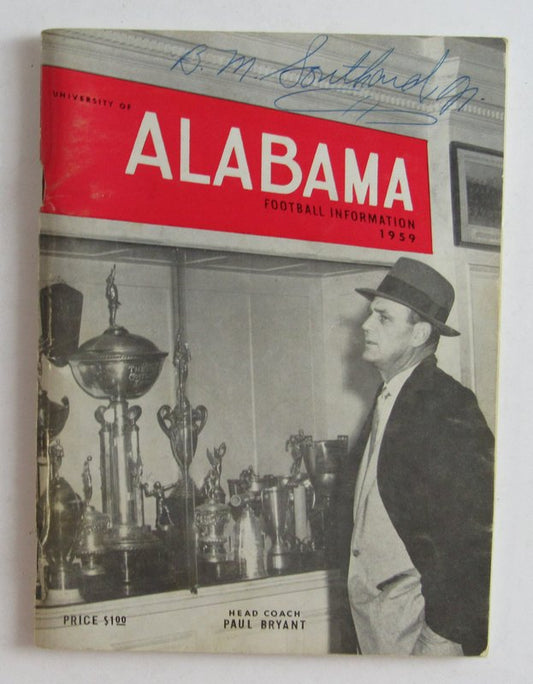 B. M. Southard Jr.
UNIVERSITY OF
ALABAMA
FOOTBALL INFORMATION
1959
PRICE $1.00
HEAD COACH
PAUL BRYANT